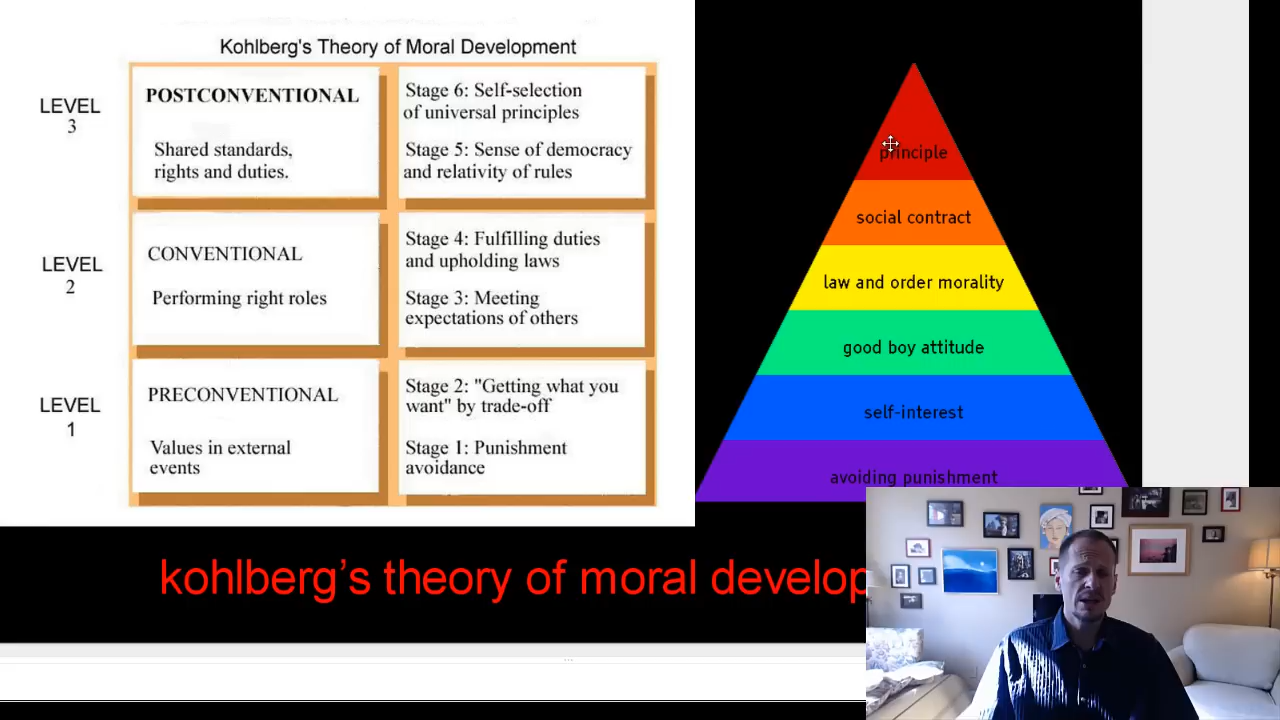 Kohlberg's Theory of Moral Development
LEVEL
3
POSTCONVENTIONAL
Shared standards,
rights and duties.
Stage 6: Self-selection
of universal principles
Stage 5: Sense of democracy
and relativity of rules
LEVEL
2
CONVENTIONAL
Performing right roles
Stage 4: Fulfilling duties
and upholding laws
Stage 3: Meeting
expectations of others
LEVEL
1
PRECONVENTIONAL
Values in external
events
Stage 2: "Getting what you
want" by trade-off
Stage 1: Punishment
avoidance
principle
social contract
law and order morality
good boy attitude
self-interest
avoiding punishment
kohlberg's theory of moral develop